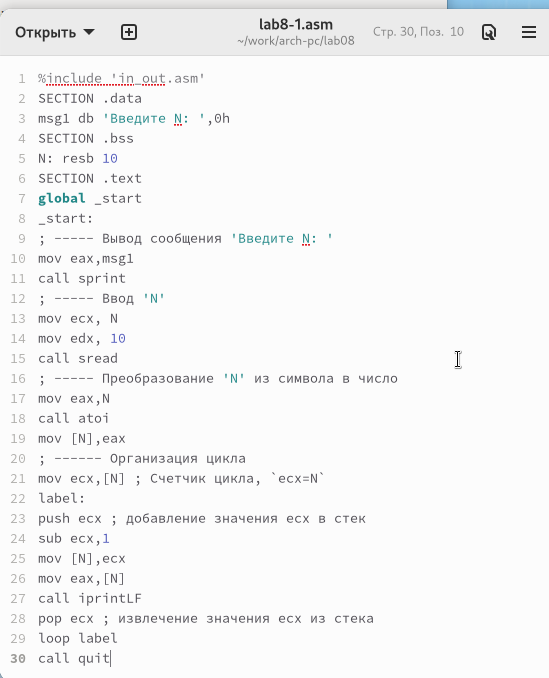 Открыть
lab8-1.asm
~/work/arch-pc/lab08
Стр. 30, Поз. 10
1 %include 'in_out.asm'
2 SECTION .data
3 msg1 db 'Введите N: ',0h
4 SECTION .bss
5 N: resb 10
6 SECTION .text
7 global _start
8 _start:
9 ; ----- Вывод сообщения 'Введите N: '
10 mov eax,msg1
11 call sprint
12 ; ----- Ввод 'N'
13 mov ecx, N
14 mov edx, 10
15 call sread
16 ; ----- Преобразование 'N' из символа в число
17 mov eax,N
18 call atoi
19 mov [N],eax
20 ; ------ Организация цикла
21 mov ecx,[N] ; Счетчик цикла, `ecx=N`
22 label:
23 push ecx ; добавление значения ecx в стек
24 sub ecx,1
25 mov [N],ecx
26 mov eax,[N]
27 call iprintLF
28 pop ecx ; извлечение значения ecx из стека
29 loop label
30 call quit